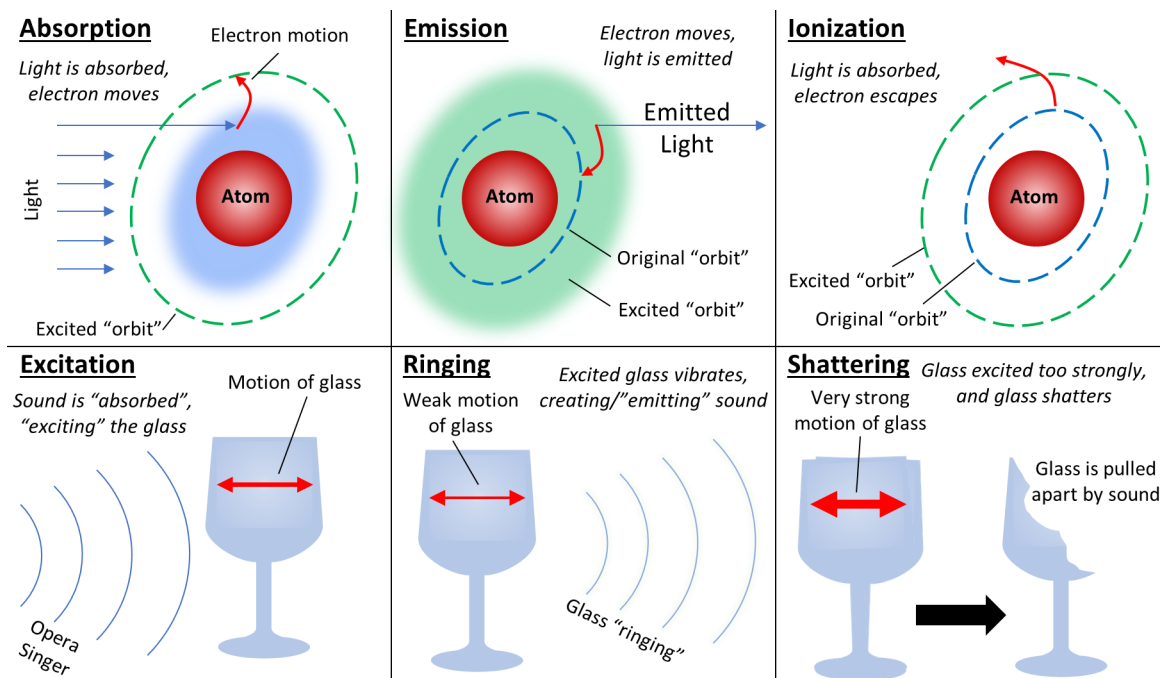 Absorption
Electron motion
Light is absorbed,
electron moves
Light
Atom
Excited “orbit”
Emission
Electron moves,
light is emitted
Emitted
Light
Atom
Original “orbit”
Excited “orbit”
Ionization
Light is absorbed,
electron escapes
Atom
Excited “orbit”
Original “orbit”
Excitation
Motion of glass
Sound is “absorbed”,
“exciting” the glass
Opera
Singer
Ringing
Excited glass vibrates,
creating/”emitting” sound
Weak motion
of glass
Glass “ringing”
Shattering
Glass excited too strongly,
and glass shatters
Very strong
motion of glass
Glass is pulled
apart by sound